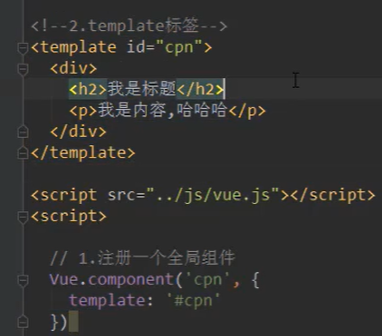 <!--2.template标签-->
<template id="cpn">
<div>
<h2>我是标题</h2>
<p>我是内容,哈哈哈</p>
</div>
</template>
<script src="../js/vue.js"></script>
<script>
// 1.注册一个全局组件
Vue.component('cpn', {
template: '#cpn'
})